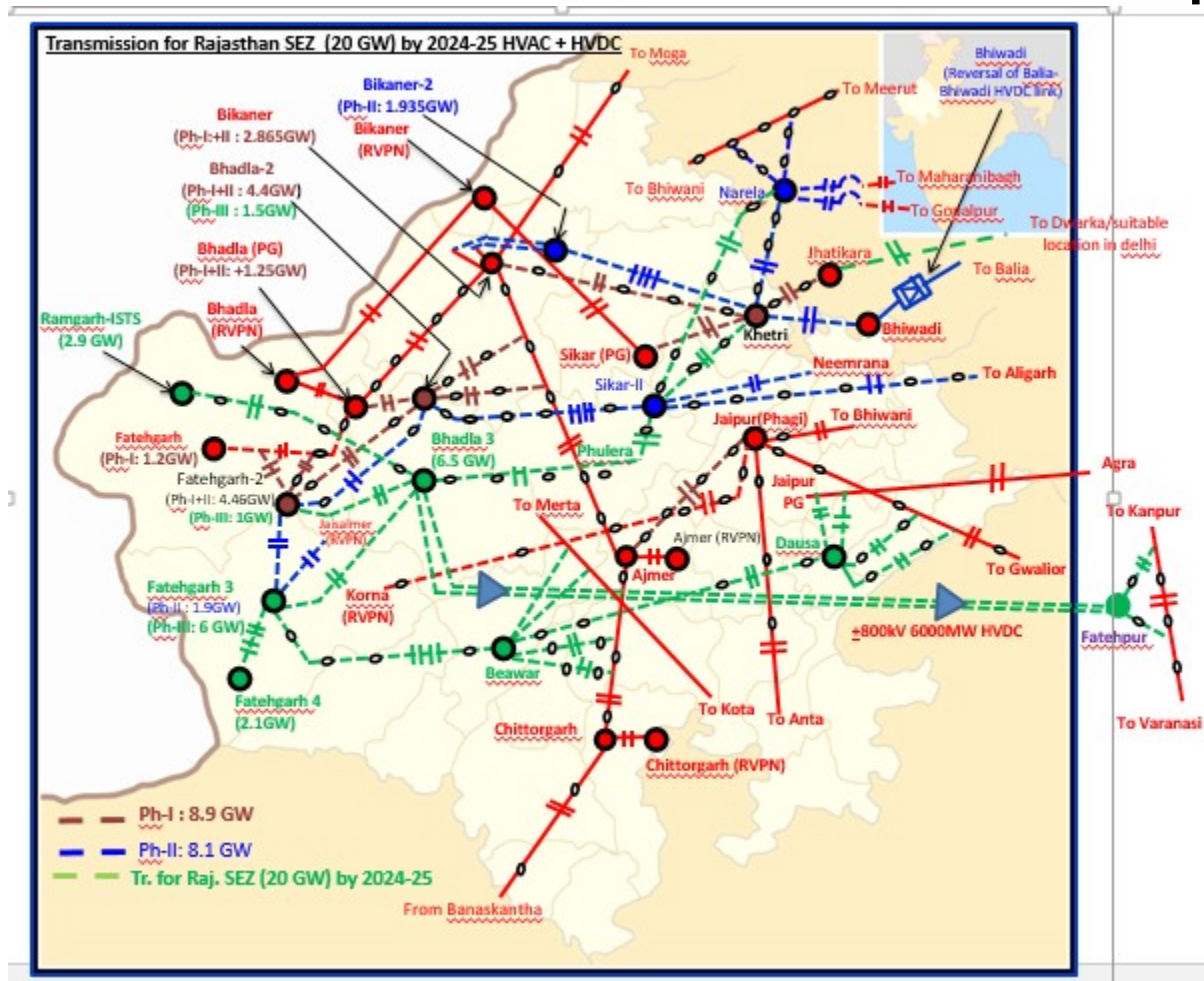 Transmission for Rajasthan SEZ (20 GW) by 2024-25 HVAC + HVDC
To Moga
Bhiwadi
(Reversal of Balia-
Bhiwadi HVDC link)
Bikaner-2
(Ph-II: 1.935GW)
Bikaner
(RVPN)
To Meerut
Bikaner
(Ph-I:+II : 2.865GW)
Bhadla-2
(Ph-I+II : 4.4GW)
(Ph-III : 1.5GW)
To Bhiwani
Narela
To Maharanibagh
To Gopalpur
To Dwarka/suitable
location in delhi
Bhadla (PG)
(Ph-I+II: +1.25GW)
Jhatikara
To Balia
Ramgarh-ISTS
(2.9 GW)
Bhadla
(RVPN)
Khetri
Bhiwadi
Sikar (PG)
Neemrana
Sikar-II
To Aligarh
Jaipur(Phagi)
To Bhiwani
Fatehgarh
(Ph-I: 1.2GW)
Bhadla 3
(6.5 GW)
Phulera
Agra
Fatehgarh-2
(Ph-I+II: 4.46GW)
(Ph-III: 1GW)
Jaipur
PG
Jaisalmer
(RVPN)
To Merta
To Kanpur
Ajmer (RVPN)
Dausa
Ajmer
To Gwalior
Fatehgarh 3
(Ph-II : 1.9GW)
(Ph-III: 6 GW)
Korna
(RVPN)
+800kV 6000MW HVDC
Fatehpur
Beawar
Fatehgarh 4
(2.1GW)
To Kota
To Anta
To Varanasi
Chittorgarh
Chittorgarh (RVPN)
Ph-I : 8.9 GW
Ph-II: 8.1 GW
Tr. for Raj. SEZ (20 GW) by 2024-25
From Banaskantha